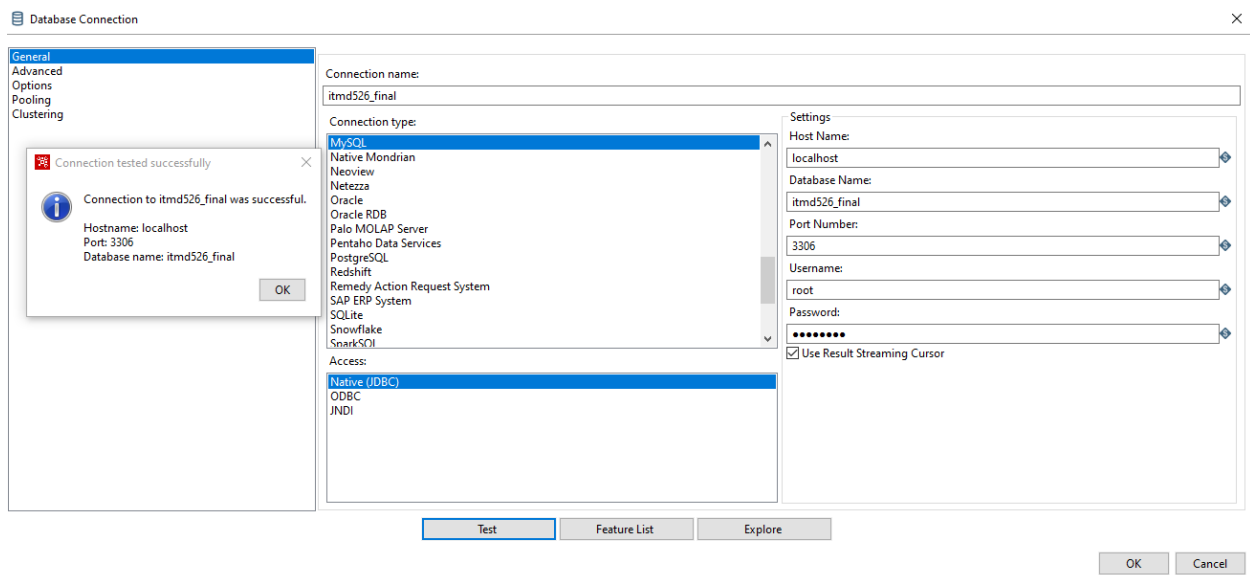 Database Connection
General
Advanced
Options
Pooling
Clustering
Connection tested successfully
Connection to itmd526_final was successful.
Hostname: localhost
Port: 3306
Database name: itmd526_final
OK
Connection name:
itmd526_final
Connection type:
MySQL
Native Mondrian
Neoview
Netezza
Oracle
Oracle RDB
Palo MOLAP Server
Pentaho Data Services
PostgreSQL
Redshift
Remedy Action Request System
SAP ERP System
SQLite
Snowflake
SparkSQL
Access:
Native (JDBC)
ODBC
JNDI
Settings
Host Name:
localhost
Database Name:
itmd526_final
Port Number:
3306
Username:
root
Password:
●●●●●●●●
Use Result Streaming Cursor
Test
Feature List
Explore
OK
Cancel